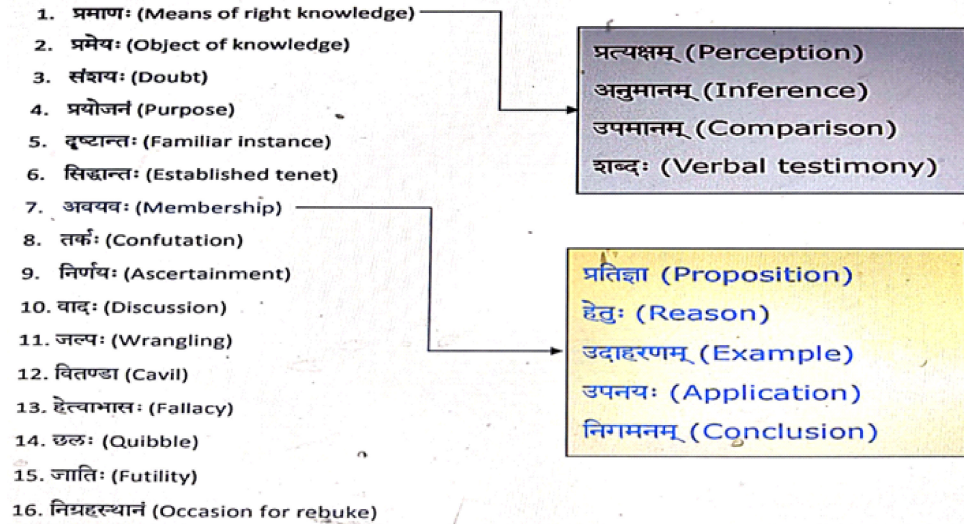 1. प्रमाणः (Means of right knowledge)
2. प्रमेयः (Object of knowledge)
3. संशयः (Doubt)
4. प्रयोजनं (Purpose)
5. दृष्टान्तः (Familiar instance)
6. सिद्धान्तः (Established tenet)
7. अवयवः (Membership)
8. तर्कः (Confutation)
9. निर्णयः (Ascertainment)
10. वादः (Discussion)
11. जल्पः (Wrangling)
12. वितण्डा (Cavil)
13. हेत्वाभासः (Fallacy)
14. छलः (Quibble)
15. जातिः (Futility)
16. निग्रहस्थानं (Occasion for rebuke)
प्रत्यक्षम् (Perception)
अनुमानम् (Inference)
उपमानम् (Comparison)
शाब्दः (Verbal testimony)
प्रतिज्ञा (Proposition)
हेतुः (Reason)
उदाहरणम् (Example)
उपनयः (Application)
निगमनम् (Conclusion)